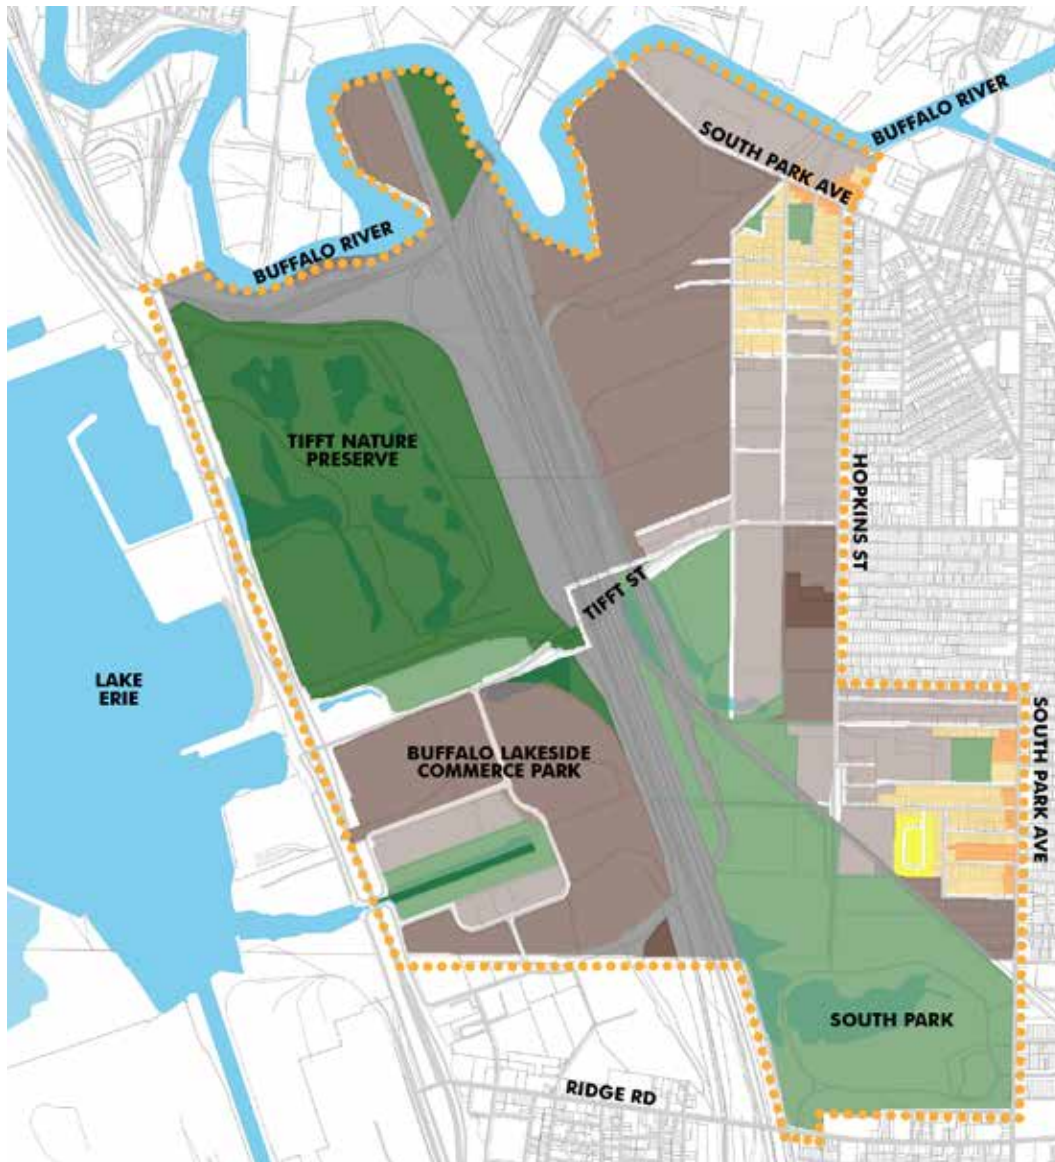 BUFFALO RIVER
SOUTH PARK AVE
BUFFALO RIVER
TIFFT NATURE
PRESERVE
HOPKINS ST
TIFFT ST
LAKE
ERIE
SOUTH PARK AVE
BUFFALO LAKESIDE
COMMERCE PARK
SOUTH PARK
RIDGE RD